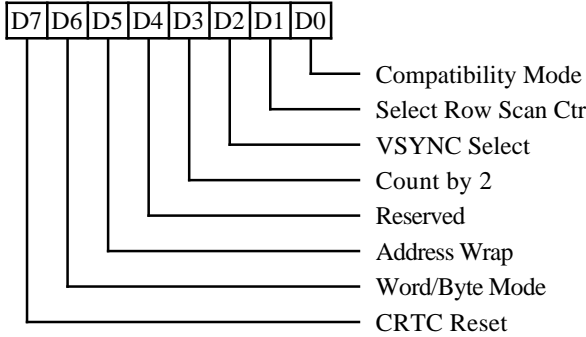 D7 D6 D5 D4 D3 D2 D1 D0
Compatibility Mode
Select Row Scan Ctr
VSYNC Select
Count by 2
Reserved
Address Wrap
Word/Byte Mode
CRTC Reset